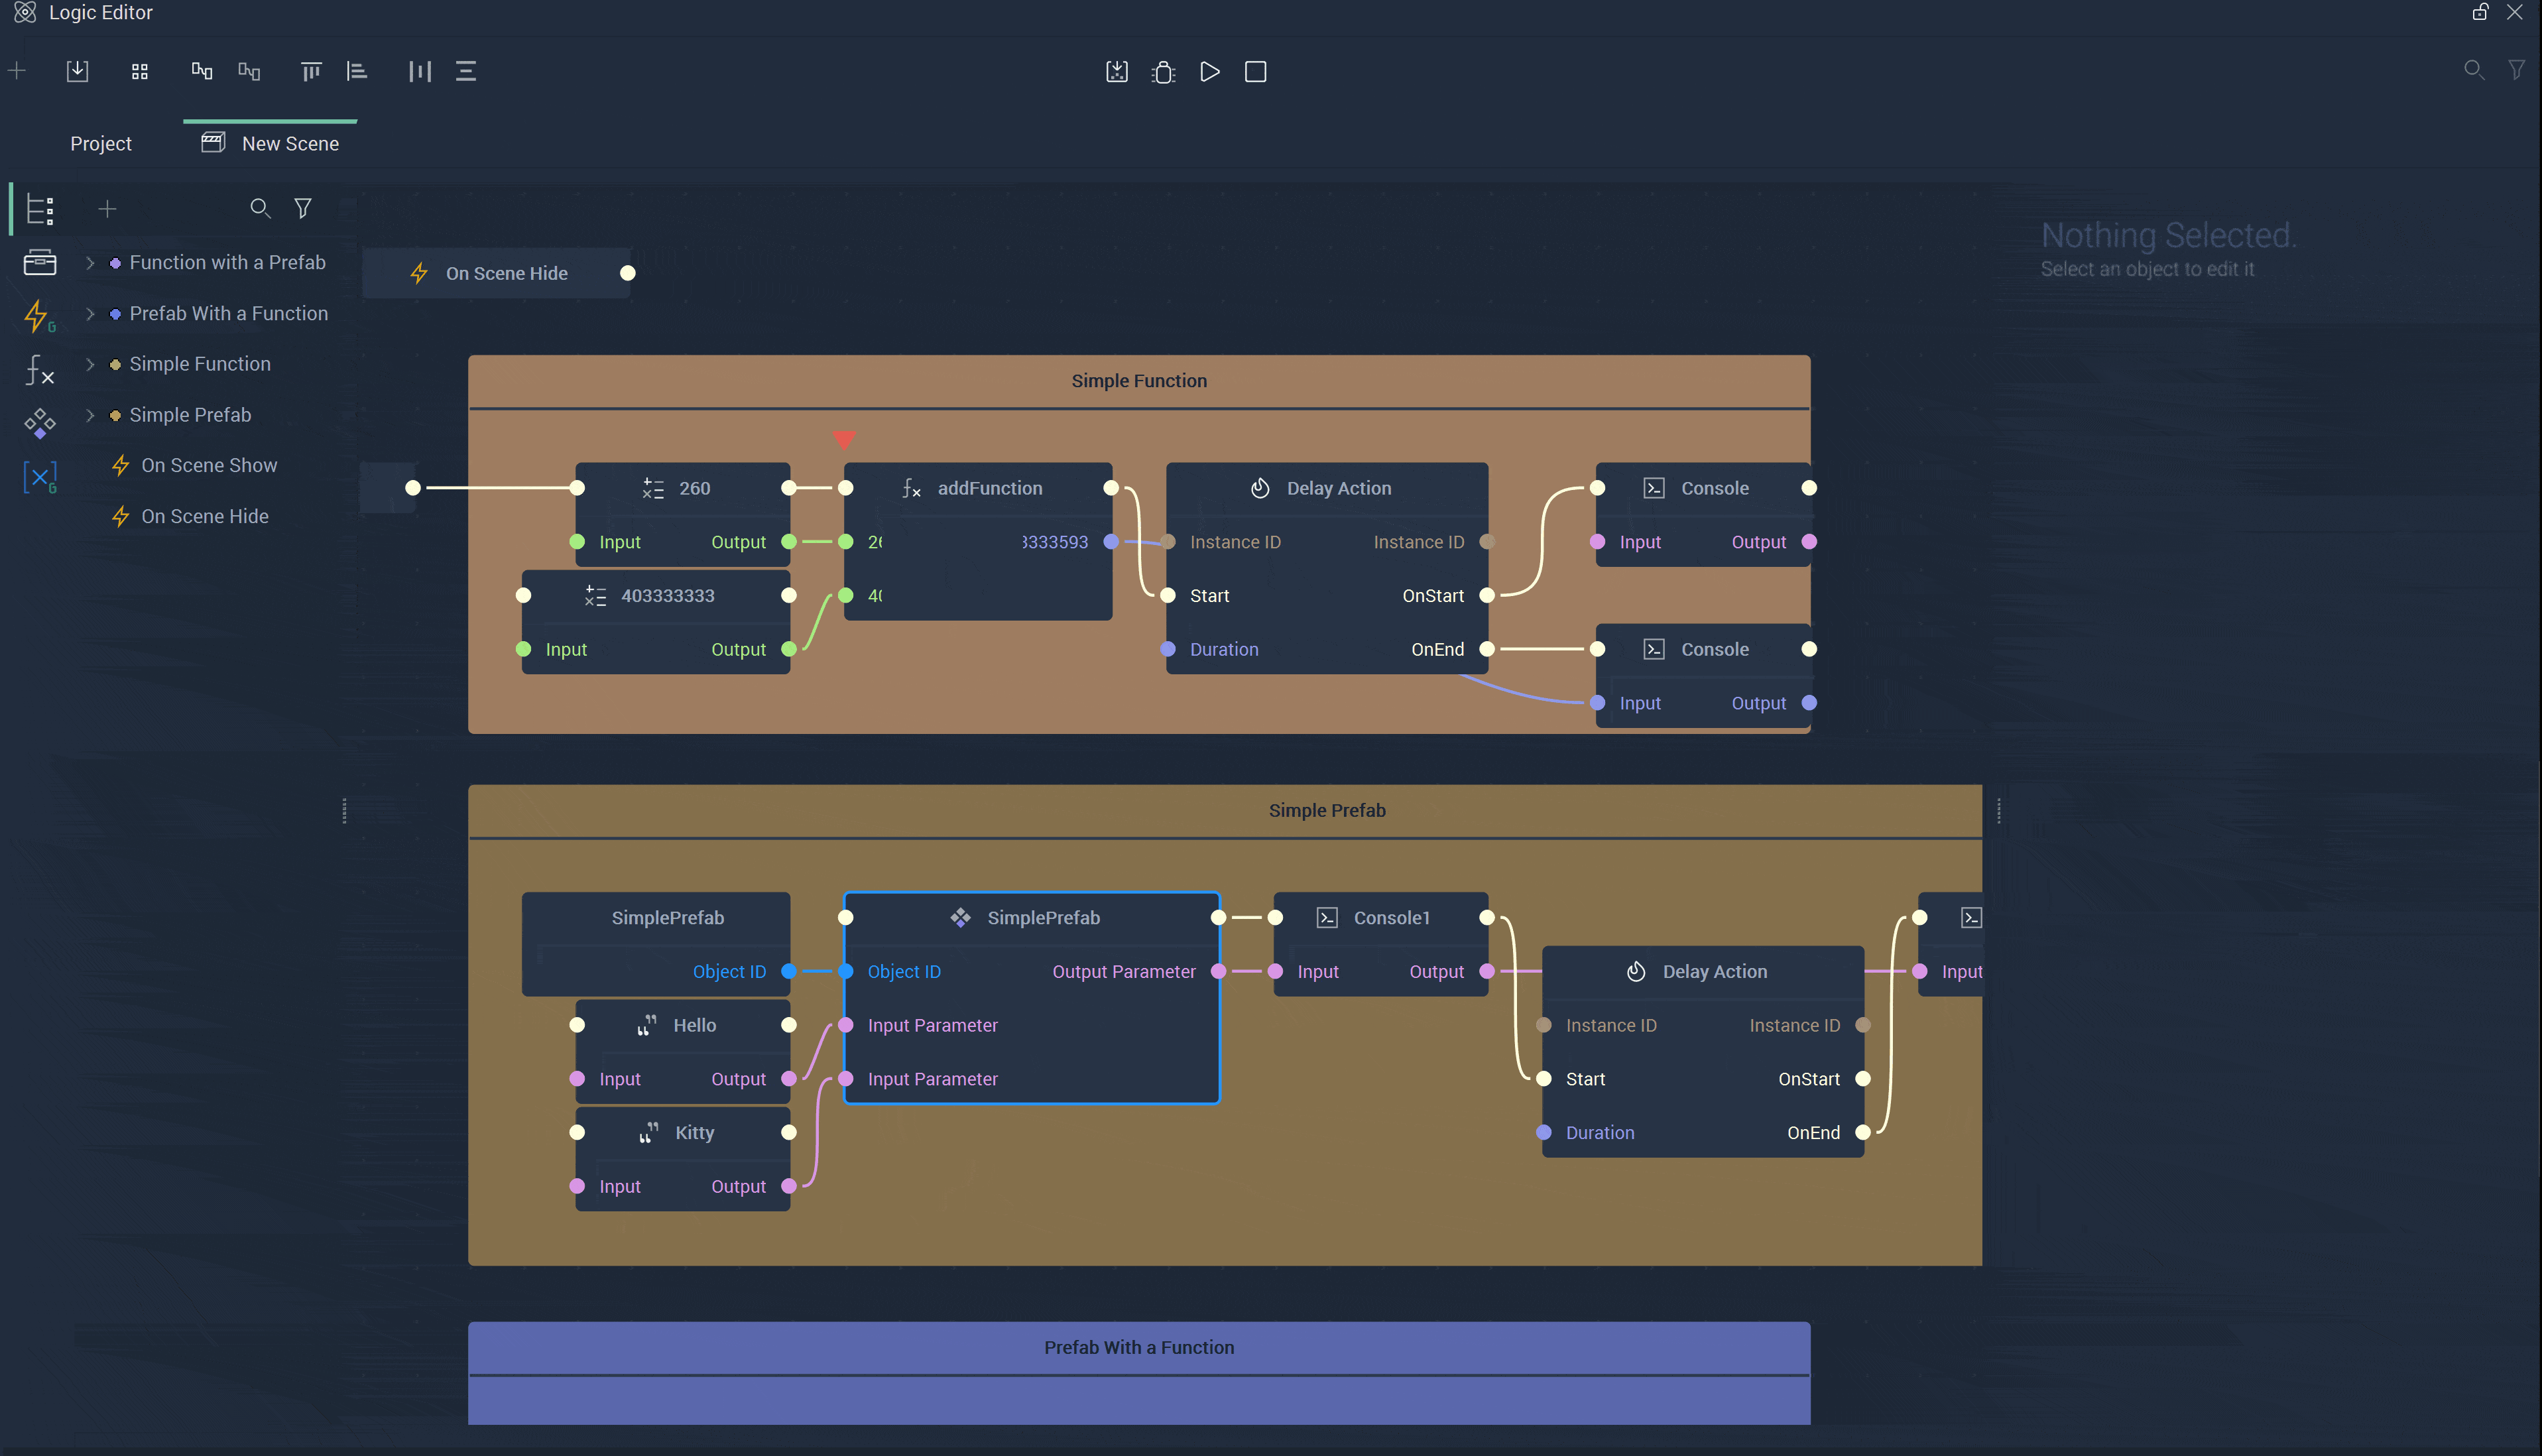 Logic Editor
Project
New Scene
Function with a Prefab
Prefab With a Function
Simple Function
Simple Prefab
On Scene Show
On Scene Hide
On Scene Hide
Nothing Selected.
Select an object to edit it
Simple Function
260
Input Output
403333333
Input Output
addFunction
3333593
Delay Action
Instance ID Instance ID
Start OnStart
Duration OnEnd
Console
Input Output
Console
Input Output
Simple Prefab
SimplePrefab
Object ID
Hello
Input Output
Kitty
Input Output
SimplePrefab
Object ID Output Parameter
Input Parameter
Input Parameter
Console1
Input Output
Delay Action
Instance ID Instance ID
Start OnStart
Duration OnEnd
Input
Prefab With a Function